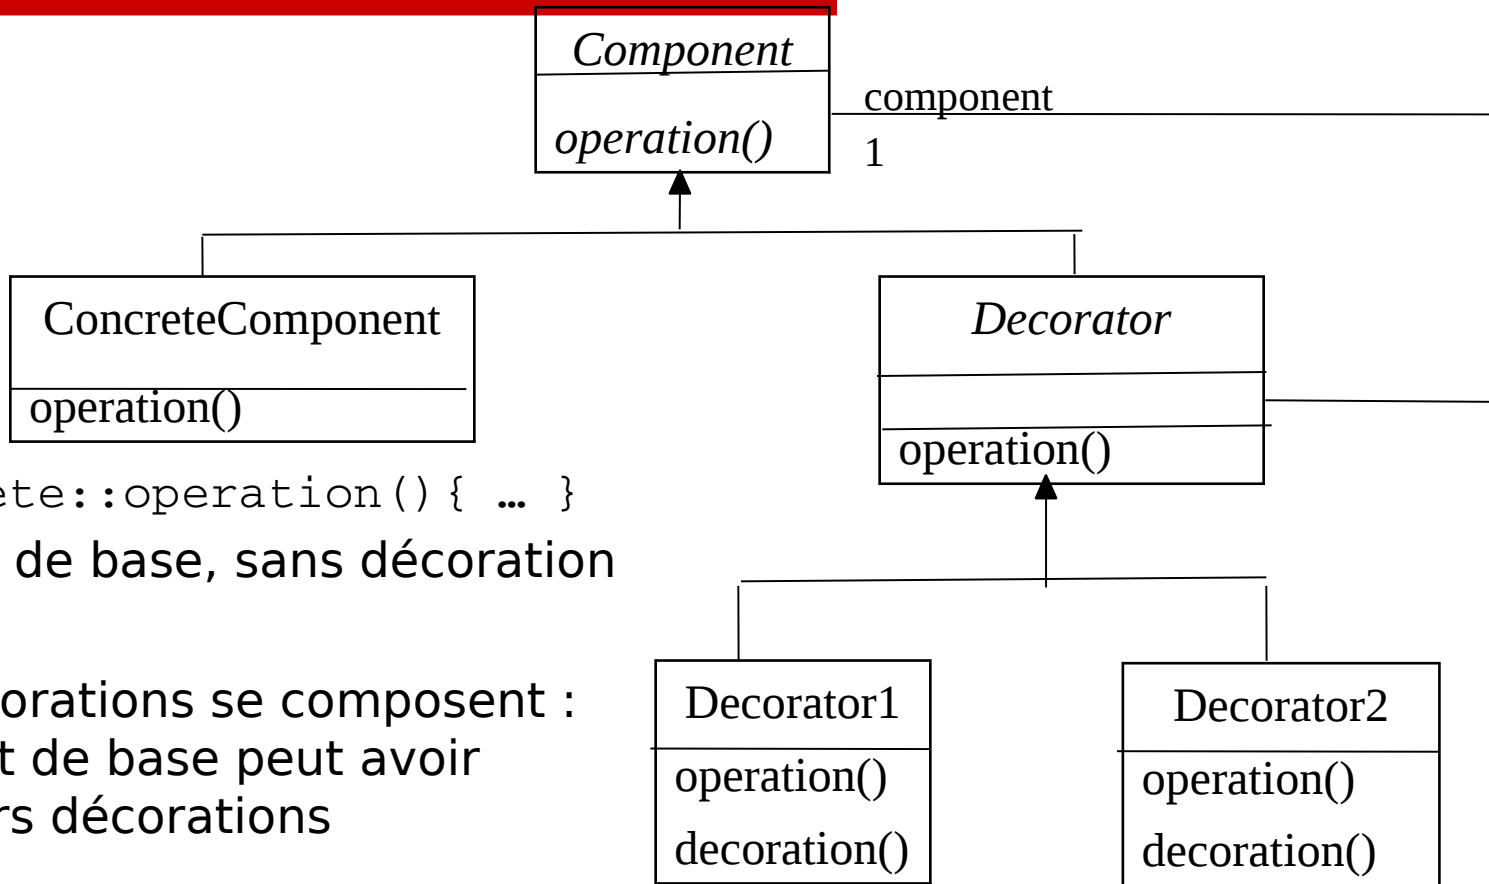 Component
operation()
component
1
ConcreteComponent
operation()
Decorator
operation()
ete::operation(){ … }
de base, sans décoration
orations se composent :
t de base peut avoir
rs décorations
Decorator1
operation()
decoration()
Decorator2
operation()
decoration()